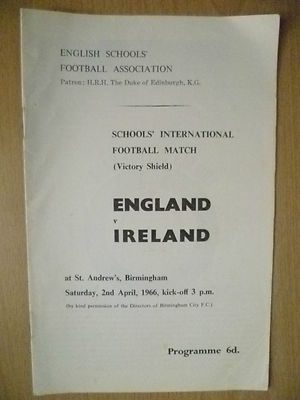 ENGLISH SCHOOLS'
FOOTBALL ASSOCIATION
Patron: H.R.H. The Duke of Edinburgh, K.G.
SCHOOLS' INTERNATIONAL
FOOTBALL MATCH
(Victory Shield)
ENGLAND
v
IRELAND
at St. Andrew's, Birmingham
Saturday, 2nd April, 1966, kick-off 3 p.m.
(by kind permission of the Directors of Birmingham City F.C.)
Programme 6d.